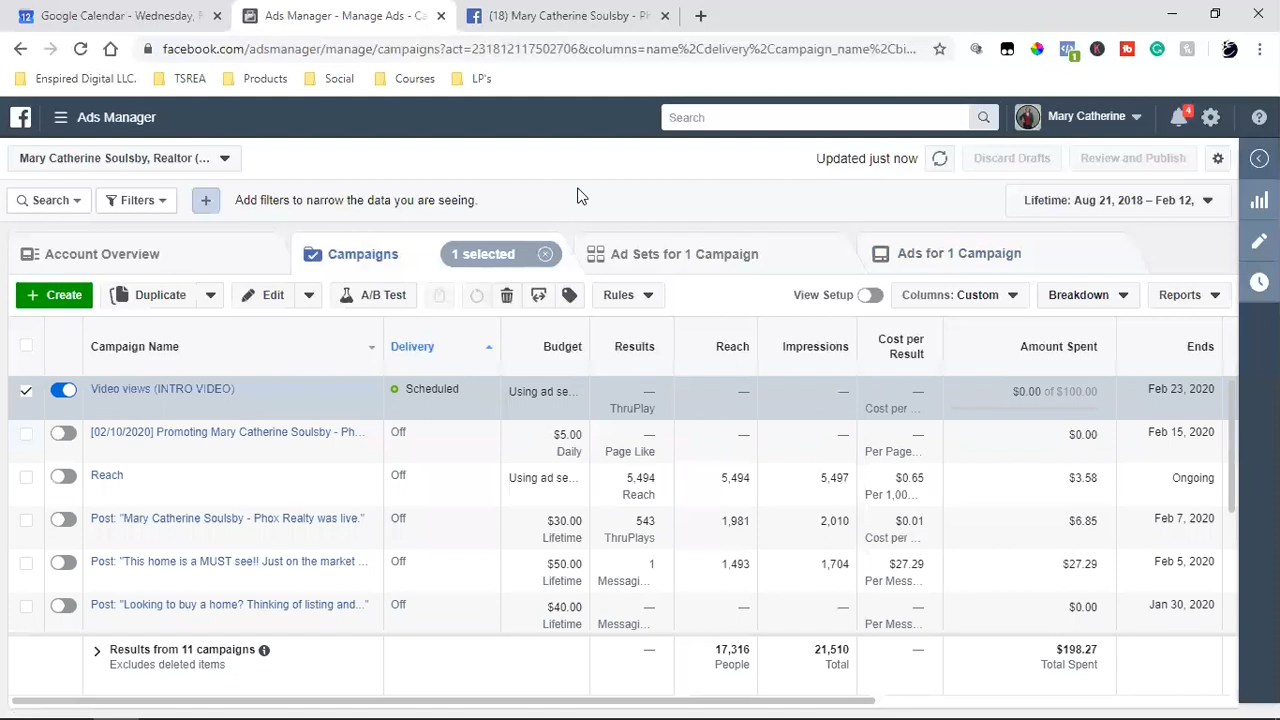 Google Calendar - Wednesday, F
Ads Manager - Manage Ads - Ca
(18) Mary Catherine Soulsby - Ph
facebook.com/adsmanager/manage/campaigns?act=231812117502706&columns=name%2Cdelivery%2Ccampaign_name%2Cbi...
1
Enspired Digital LLC.
TSREA
Products
Social
Courses
LP's
Ads Manager
Search
Mary Catherine
4
Mary Catherine Soulsby, Realtor (...
Updated just now
Discard Drafts
Review and Publish
Search
Filters
+
Add filters to narrow the data you are seeing.
Lifetime: Aug 21, 2018 – Feb 12,
Account Overview
Campaigns
1 selected
Ad Sets for 1 Campaign
Ads for 1 Campaign
+ Create
Duplicate
Edit
A/B Test
Rules
View Setup
Columns: Custom
Breakdown
Reports
Campaign Name
Delivery
Budget
Results
Reach
Impressions
Cost per
Result
Amount Spent
Ends
Video views (INTRO VIDEO)
Scheduled
Using ad se...
—
ThruPlay
—
—
—
Cost per ...
$0.00 of $100.00
Feb 23, 2020
[02/10/2020] Promoting Mary Catherine Soulsby - Ph...
Off
$5.00
Daily
—
Page Like
—
—
—
Per Page...
$0.00
Feb 15, 2020
Reach
Off
Using ad se...
5,494
Reach
5,494
5,497
$0.65
Per 1,00...
$3.58
Ongoing
Post: "Mary Catherine Soulsby - Phox Realty was live."
Off
$30.00
Lifetime
543
ThruPlays
1,981
2,010
$0.01
Cost per ...
$6.85
Feb 7, 2020
Post: "This home is a MUST see!! Just on the market ...
Off
$50.00
Lifetime
1
Messagi...
1,493
1,704
$27.29
Per Mess...
$27.29
Feb 5, 2020
Post: "Looking to buy a home? Thinking of listing and..."
Off
$40.00
Lifetime
—
Messagi...
—
—
—
Per Mess...
$0.00
Jan 30, 2020
Results from 11 campaigns
Excludes deleted items
—
17,316
People
21,510
Total
—
$198.27
Total Spent